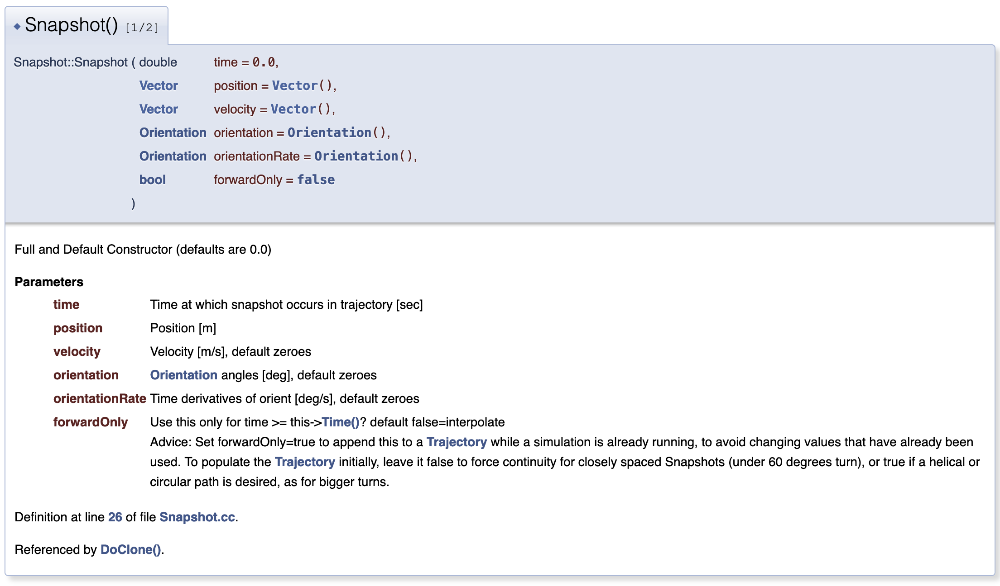 ◆ Snapshot() [1/2]
Snapshot::Snapshot ( double time = 0.0,
Vector position = Vector(),
Vector velocity = Vector(),
Orientation orientation = Orientation(),
Orientation orientationRate = Orientation(),
bool forwardOnly = false
)
Full and Default Constructor (defaults are 0.0)
Parameters
time Time at which snapshot occurs in trajectory [sec]
position Position [m]
velocity Velocity [m/s], default zeroes
orientation Orientation angles [deg], default zeroes
orientationRate Time derivatives of orient [deg/s], default zeroes
forwardOnly Use this only for time >= this->Time()? default false=interpolate
Advice: Set forwardOnly=true to append this to a Trajectory while a simulation is already running, to avoid changing values that have already been
used. To populate the Trajectory initially, leave it false to force continuity for closely spaced Snapshots (under 60 degrees turn), or true if a helical or
circular path is desired, as for bigger turns.
Definition at line 26 of file Snapshot.cc.
Referenced by DoClone().